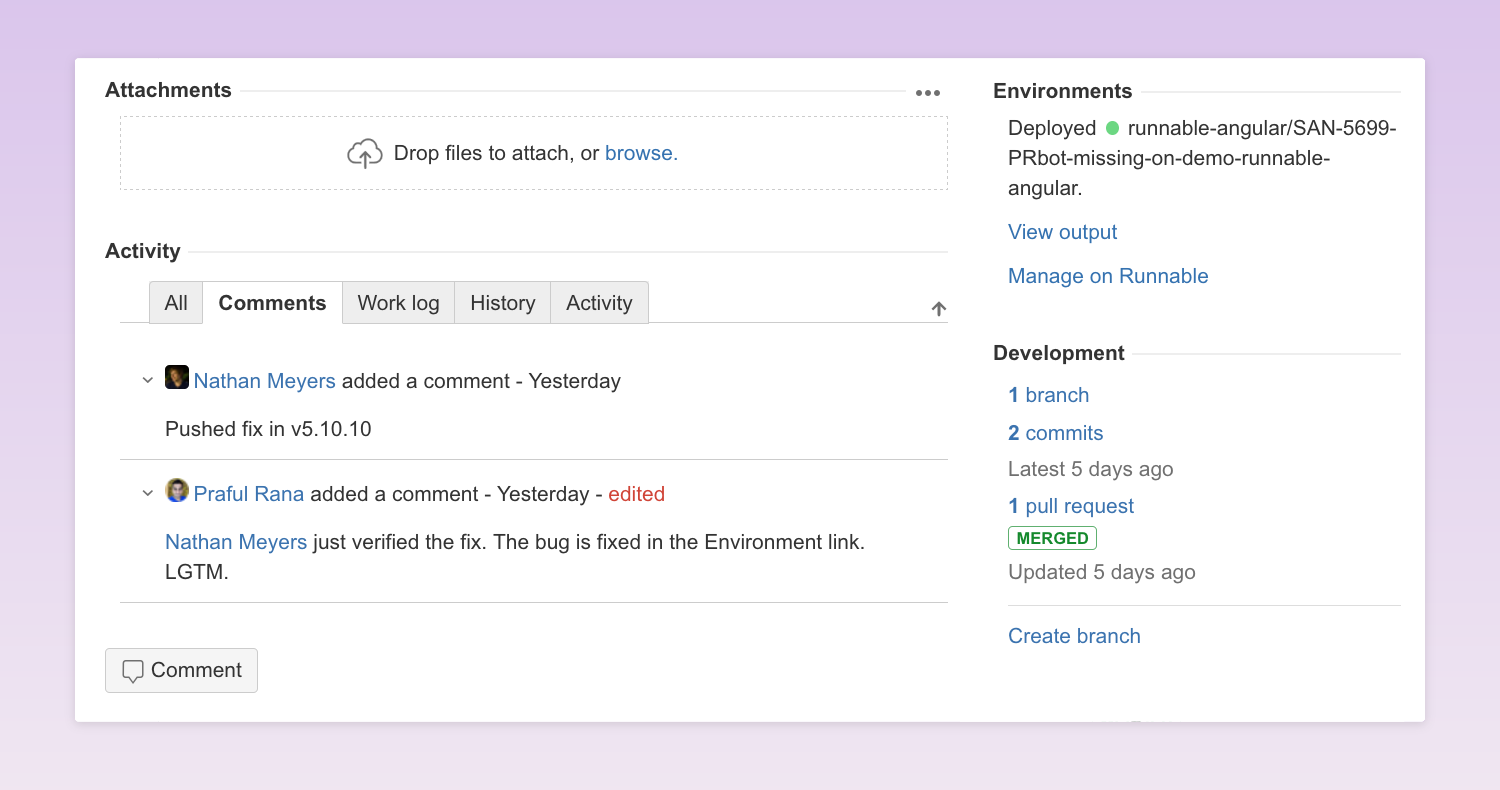 Attachments
Drop files to attach, or browse.
Activity
All Comments Work log History Activity
Nathan Meyers added a comment - Yesterday
Pushed fix in v5.10.10
Praful Rana added a comment - Yesterday - edited
Nathan Meyers just verified the fix. The bug is fixed in the Environment link.
LGTM.
Comment
Environments
Deployed runnable-angular/SAN-5699-
PRbot-missing-on-demo-runnable-
angular.
View output
Manage on Runnable
Development
1 branch
2 commits
Latest 5 days ago
1 pull request
MERGED
Updated 5 days ago
Create branch